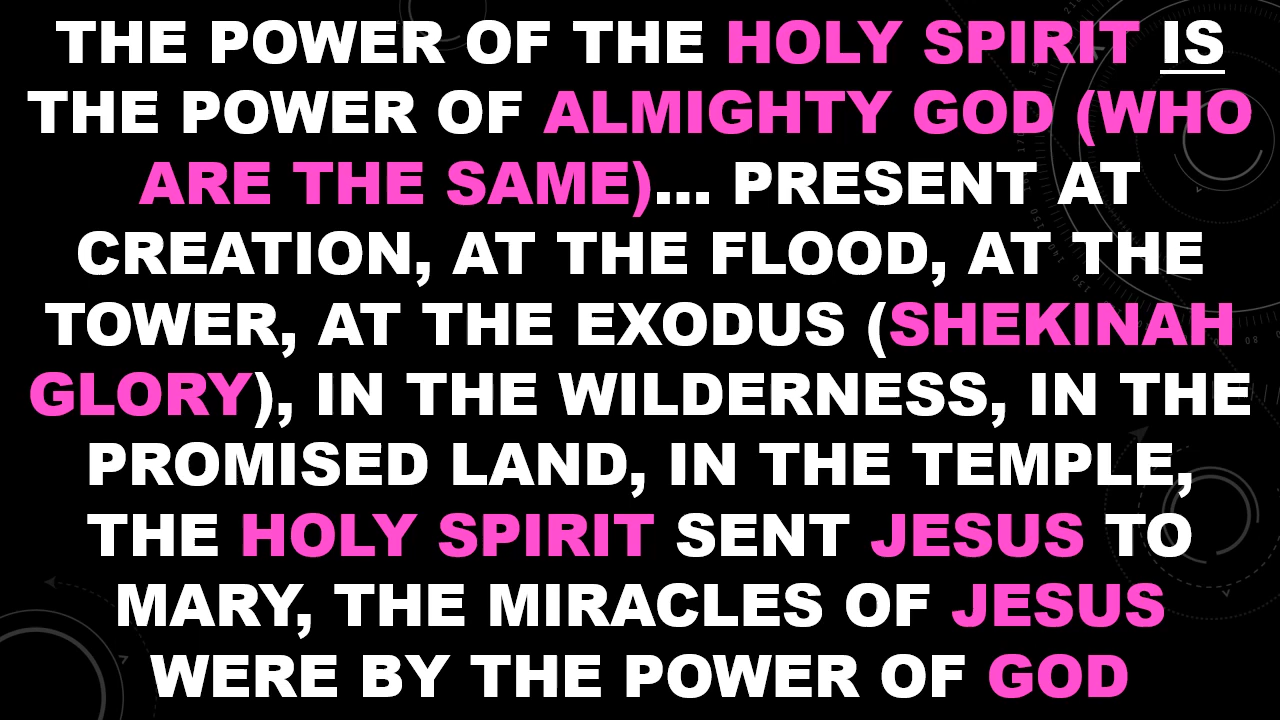 THE POWER OF THE HOLY SPIRIT IS
THE POWER OF ALMIGHTY GOD (WHO
ARE THE SAME)... PRESENT AT
CREATION, AT THE FLOOD, AT THE
TOWER, AT THE EXODUS (SHEKINAH
GLORY), IN THE WILDERNESS, IN THE
PROMISED LAND, IN THE TEMPLE,
THE HOLY SPIRIT SENT JESUS TO
MARY, THE MIRACLES OF JESUS
WERE BY THE POWER OF GOD